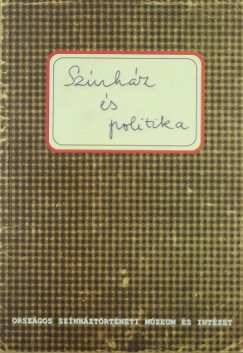 Színház
és
politika
ORSZÁGOS SZÍNHÁZTÖRTÉNETI MÚZEUM ÉS INTÉZET